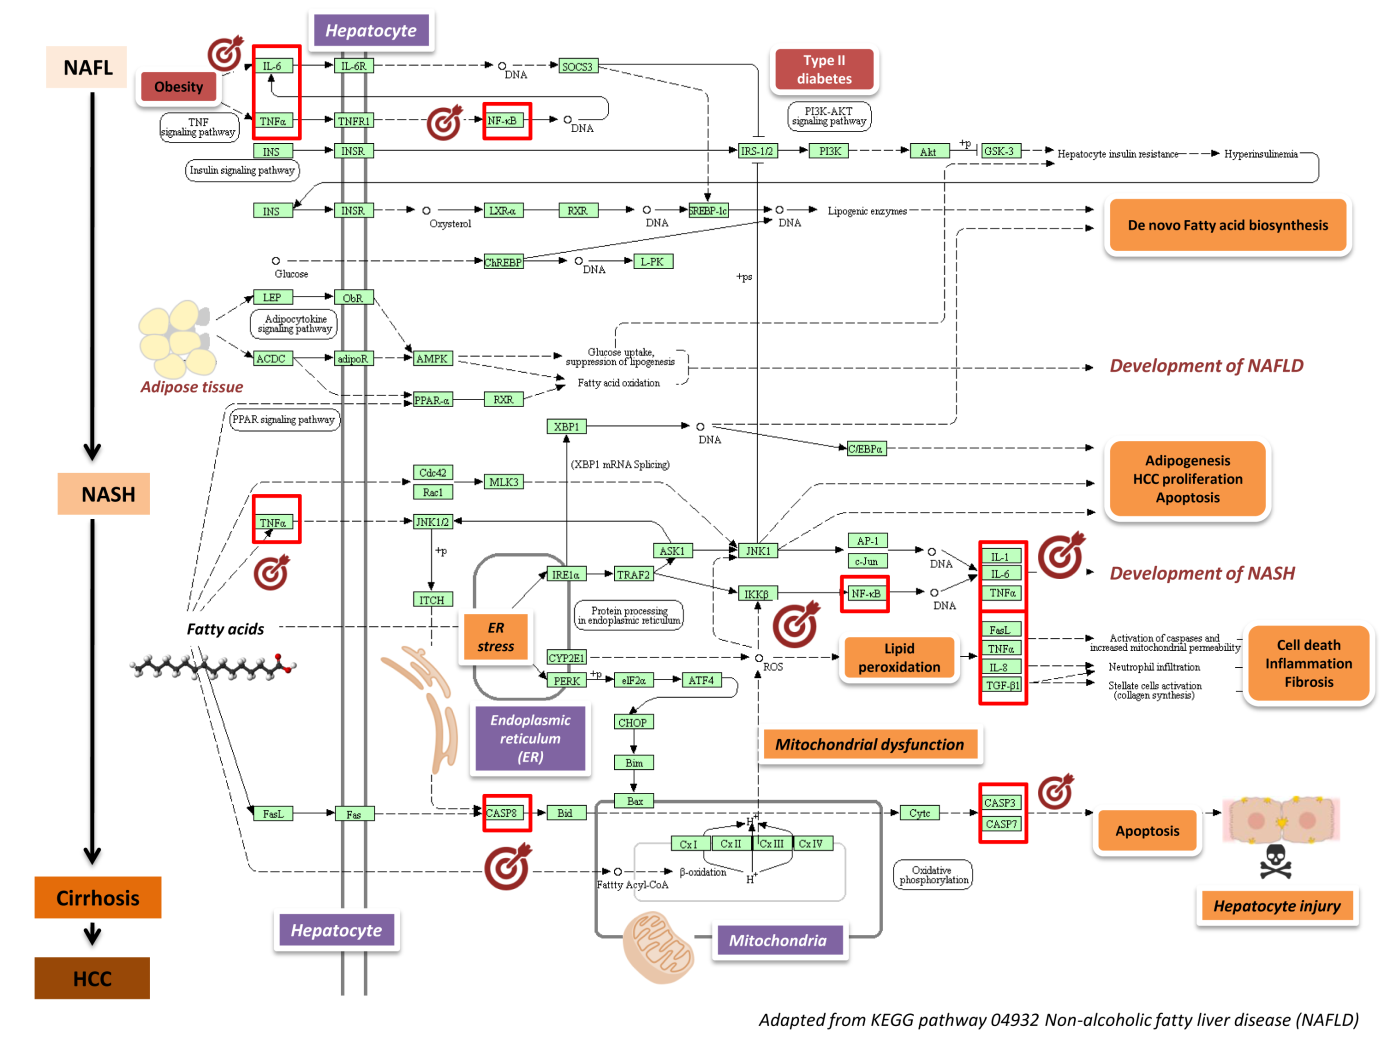 Hepatocyte
NAFL
Obesity
IL-6
IL-6R
DNA
SOCS3
Type II
diabetes
TNF
signaling pathway
TNFα
TNFR1
NF-κB
DNA
PI3K-AKT
signaling pathway
INS
INSR
IRS-1/2
PI3K
Akt
+p
GSK-3
Hepatocyte insulin resistance
Hyperinsulinemia
Insulin signaling pathway
INS
INSR
Oxysterol
LXR-α
RXR
DNA
SREBP-1c
DNA
Lipogenic enzymes
De novo Fatty acid biosynthesis
Glucose
ChREBP
DNA
L-PK
+ps
LEP
ObR
Adipocytokine
signaling pathway
ACDC
adipoR
AMPK
Glucose uptake,
suppression of lipogenesis
Fatty acid oxidation
Development of NAFLD
Adipose tissue
PPAR-α
RXR
PPAR signaling pathway
XBP1
DNA
C/EBPα
(XBP1 mRNA Splicing)
Adipogenesis
HCC proliferation
Apoptosis
NASH
Cdc42
Rac1
MLK3
TNFα
JNK1/2
+p
ITCH
ASK1
JNK1
AP-1
c-Jun
DNA
IRE1α
TRAF2
IKKβ
NF-κB
DNA
IL-1
IL-6
TNFα
Development of NASH
Protein processing
in endoplasmic reticulum
Fatty acids
ER
stress
CYP2E1
ROS
Lipid
peroxidation
FasL
TNFα
IL-8
TGF-β1
Activation of caspases and
increased mitochondrial permeability
Neutrophil infiltration
Stellate cells activation
(collagen synthesis)
Cell death
Inflammation
Fibrosis
PERK
+p
eIF2α
ATF4
Endoplasmic
reticulum
(ER)
CHOP
Bim
Bax
Mitochondrial dysfunction
FasL
Fas
CASP8
Bid
Cytc
CASP3
CASP7
Apoptosis
H+
Cx I
Cx II
Cx III
Cx IV
Fattty Acyl-CoA
β-oxidation
H+
Oxidative
phosphorylation
Cirrhosis
Hepatocyte injury
Hepatocyte
Mitochondria
HCC
Adapted from KEGG pathway 04932 Non-alcoholic fatty liver disease (NAFLD)